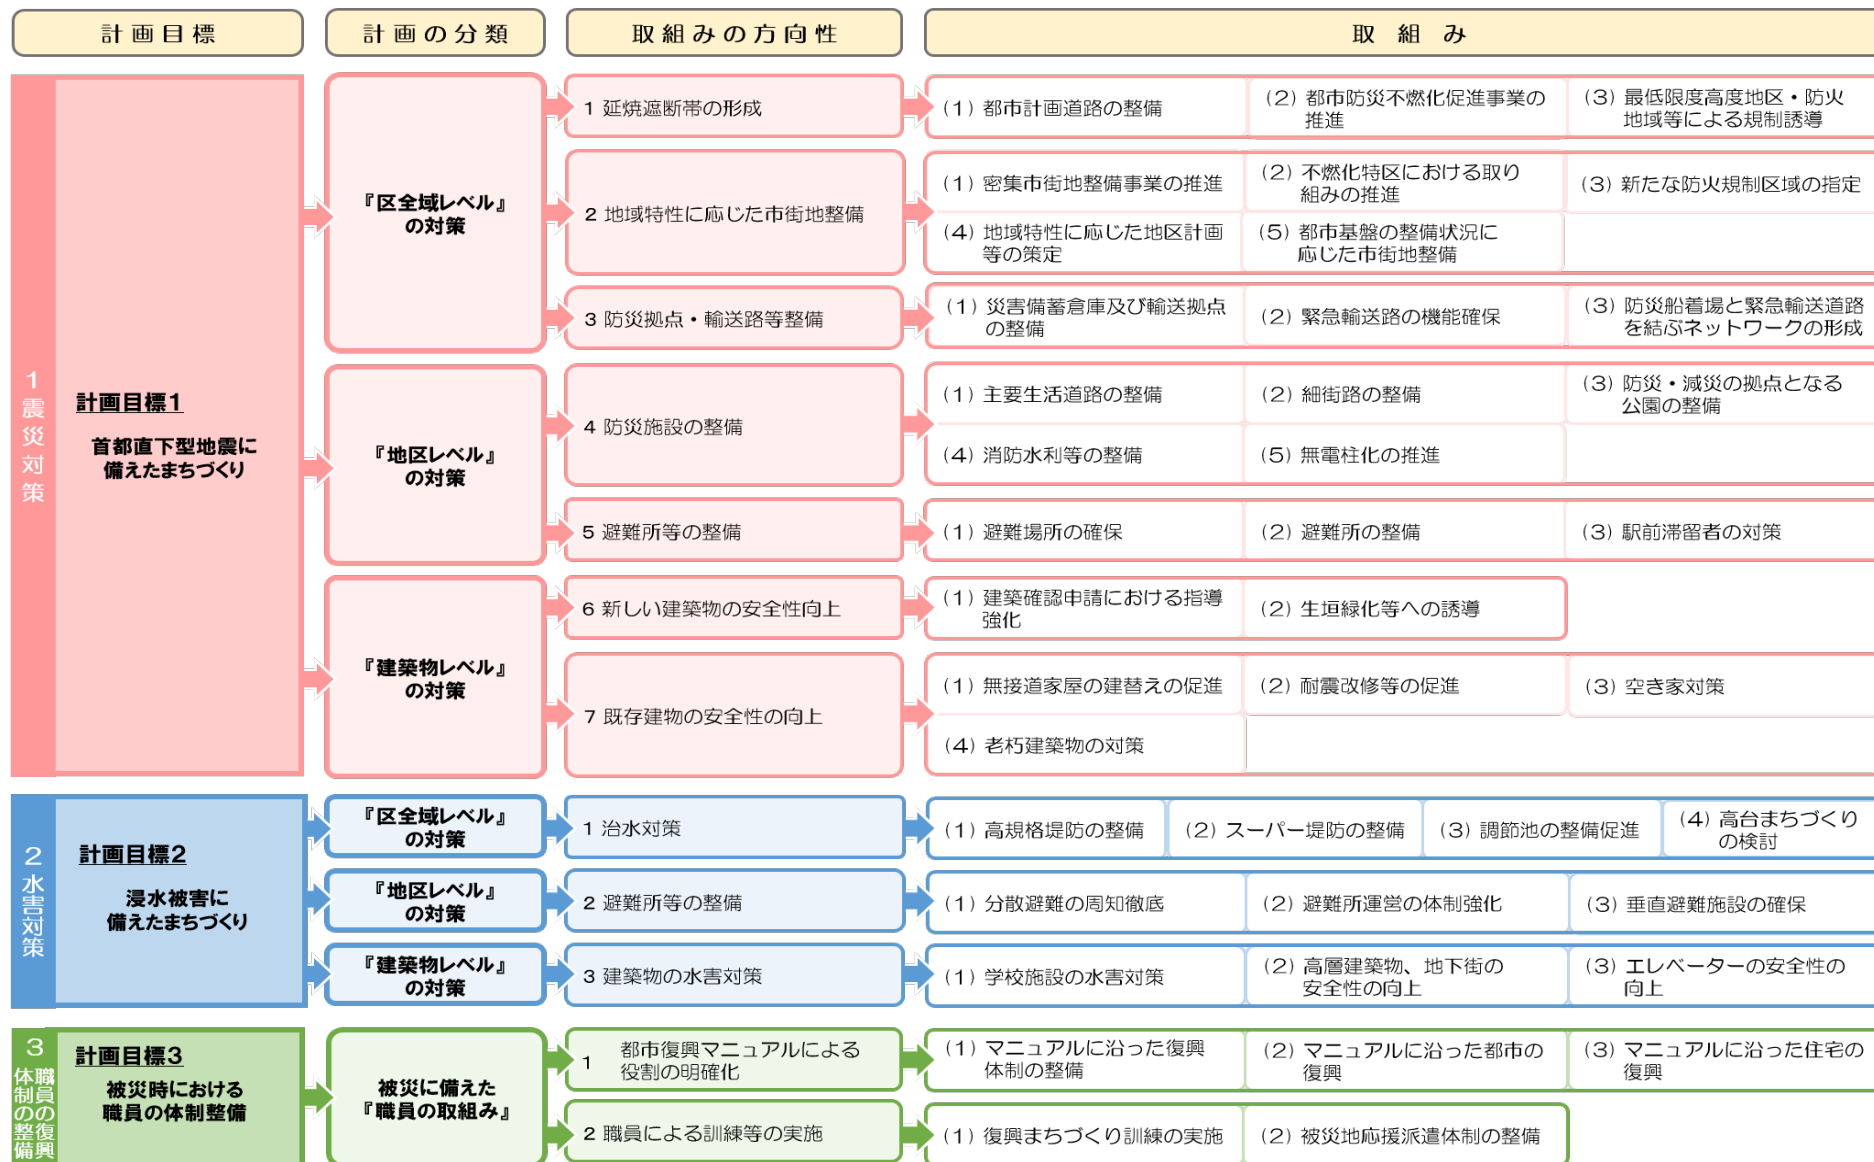 計画目標
計画の分類
取組みの方向性
取組み
1 震災対策
計画目標1
首都直下型地震に
備えたまちづくり
『区全域レベル』
の対策
1 延焼遮断帯の形成
(1) 都市計画道路の整備
(2) 都市防災不燃化促進事業の
推進
(3) 最低限度高度地区・防火
地域等による規制誘導
2 地域特性に応じた市街地整備
(1) 密集市街地整備事業の推進
(2) 不燃化特区における取り
組みの推進
(3) 新たな防火規制区域の指定
(4) 地域特性に応じた地区計画
等の策定
(5) 都市基盤の整備状況に
応じた市街地整備
3 防災拠点・輸送路等整備
(1) 災害備蓄倉庫及び輸送拠点
の整備
(2) 緊急輸送路の機能確保
(3) 防災船着場と緊急輸送道路
を結ぶネットワークの形成
『地区レベル』
の対策
4 防災施設の整備
(1) 主要生活道路の整備
(2) 細街路の整備
(3) 防災・減災の拠点となる
公園の整備
(4) 消防水利等の整備
(5) 無電柱化の推進
5 避難所等の整備
(1) 避難場所の確保
(2) 避難所の整備
(3) 駅前滞留者の対策
『建築物レベル』
の対策
6 新しい建築物の安全性向上
(1) 建築確認申請における指導
強化
(2) 生垣緑化等への誘導
7 既存建物の安全性の向上
(1) 無接道家屋の建替えの促進
(2) 耐震改修等の促進
(3) 空き家対策
(4) 老朽建築物の対策
2 水害対策
計画目標2
浸水被害に
備えたまちづくり
『区全域レベル』
の対策
1 治水対策
(1) 高規格堤防の整備
(2) スーパー堤防の整備
(3) 調節池の整備促進
(4) 高台まちづくり
の検討
『地区レベル』
の対策
2 避難所等の整備
(1) 分散避難の周知徹底
(2) 避難所運営の体制強化
(3) 垂直避難施設の確保
『建築物レベル』
の対策
3 建築物の水害対策
(1) 学校施設の水害対策
(2) 高層建築物、地下街の
安全性の向上
(3) エレベーターの安全性の
向上
3 職員の復興
体制の整備
計画目標3
被災時における
職員の体制整備
被災に備えた
『職員の取組み』
1 都市復興マニュアルによる
役割の明確化
(1) マニュアルに沿った復興
体制の整備
(2) マニュアルに沿った都市の
復興
(3) マニュアルに沿った住宅の
復興
2 職員による訓練等の実施
(1) 復興まちづくり訓練の実施
(2) 被災地応援派遣体制の整備